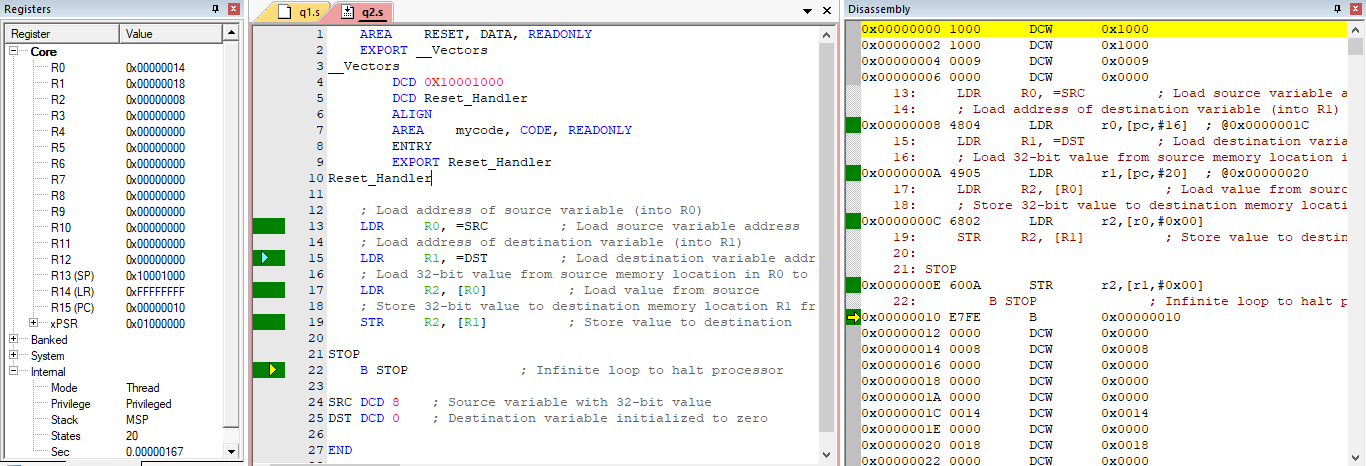 Registers
Register Value
Core
R0 0x00000014
R1 0x00000018
R2 0x00000008
R3 0x00000000
R4 0x00000000
R5 0x00000000
R6 0x00000000
R7 0x00000000
R8 0x00000000
R9 0x00000000
R10 0x00000000
R11 0x00000000
R12 0x00000000
R13 (SP) 0x10001000
R14 (LR) 0xFFFFFFFF
R15 (PC) 0x00000010
xPSR 0x01000000
Banked
System
Internal
Mode Thread
Privilege Privileged
Stack MSP
States 20
Sec 0.00000167
q1.s q2.s
1 AREA RESET, DATA, READONLY
2 EXPORT __Vectors
3 __Vectors
4 DCD 0X10001000
5 DCD Reset_Handler
6 ALIGN
7 AREA mycode, CODE, READONLY
8 ENTRY
9 EXPORT Reset_Handler
10 Reset_Handler
11
12 ; Load address of source variable (into R0)
13 LDR R0, =SRC ; Load source variable address
14 ; Load address of destination variable (into R1)
15 LDR R1, =DST ; Load destination variable addr
16 ; Load 32-bit value from source memory location in R0 to
17 LDR R2, [R0] ; Load value from source
18 ; Store 32-bit value to destination memory location R1 fr
19 STR R2, [R1] ; Store value to destination
20
21 STOP
22 B STOP ; Infinite loop to halt processor
23
24 SRC DCD 8 ; Source variable with 32-bit value
25 DST DCD 0 ; Destination variable initialized to zero
26
27 END
Disassembly
0x00000000 1000 DCW 0x1000
0x00000002 1000 DCW 0x1000
0x00000004 0009 DCW 0x0009
0x00000006 0000 DCW 0x0000
13: LDR R0, =SRC ; Load source variable a
14: ; Load address of destination variable (into R1)
0x00000008 4804 LDR r0,[pc,#16] ; @0x0000001C
15: LDR R1, =DST ; Load destination varia
16: ; Load 32-bit value from source memory location i
0x0000000A 4905 LDR r1,[pc,#20] ; @0x00000020
17: LDR R2, [R0] ; Load value from sourc
18: ; Store 32-bit value to destination memory locati
0x0000000C 6802 LDR r2,[r0,#0x00]
19: STR R2, [R1] ; Store value to destin
20:
21: STOP
0x0000000E 600A STR r2,[r1,#0x00]
22: B STOP ; Infinite loop to halt p
0x00000010 E7FE B 0x00000010
0x00000012 0000 DCW 0x0000
0x00000014 0008 DCW 0x0008
0x00000016 0000 DCW 0x0000
0x00000018 0000 DCW 0x0000
0x0000001A 0000 DCW 0x0000
0x0000001C 0014 DCW 0x0014
0x0000001E 0000 DCW 0x0000
0x00000020 0018 DCW 0x0018
0x00000022 0000 DCW 0x0000